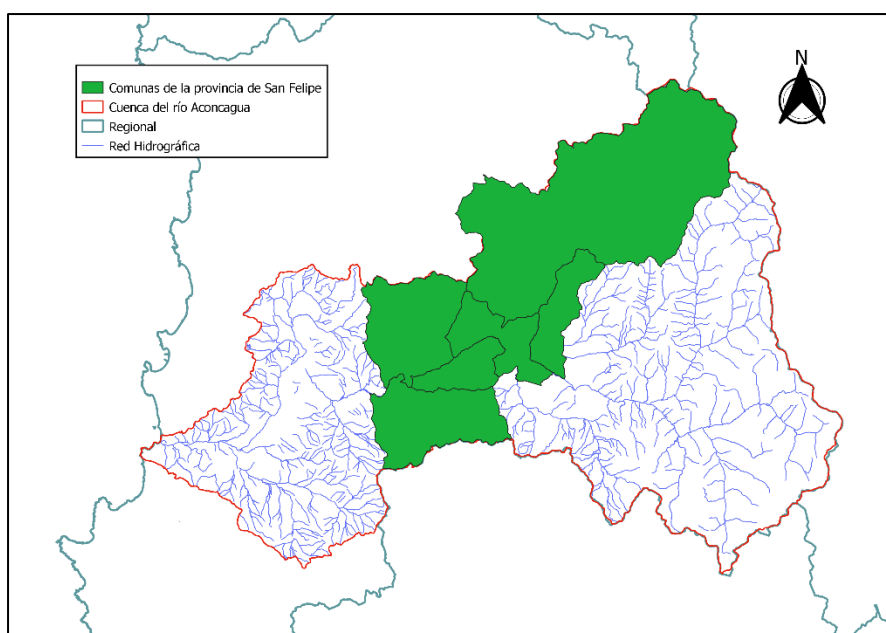 N
Comunas de la provincia de San Felipe
Cuenca del río Aconcagua
Regional
Red Hidrográfica